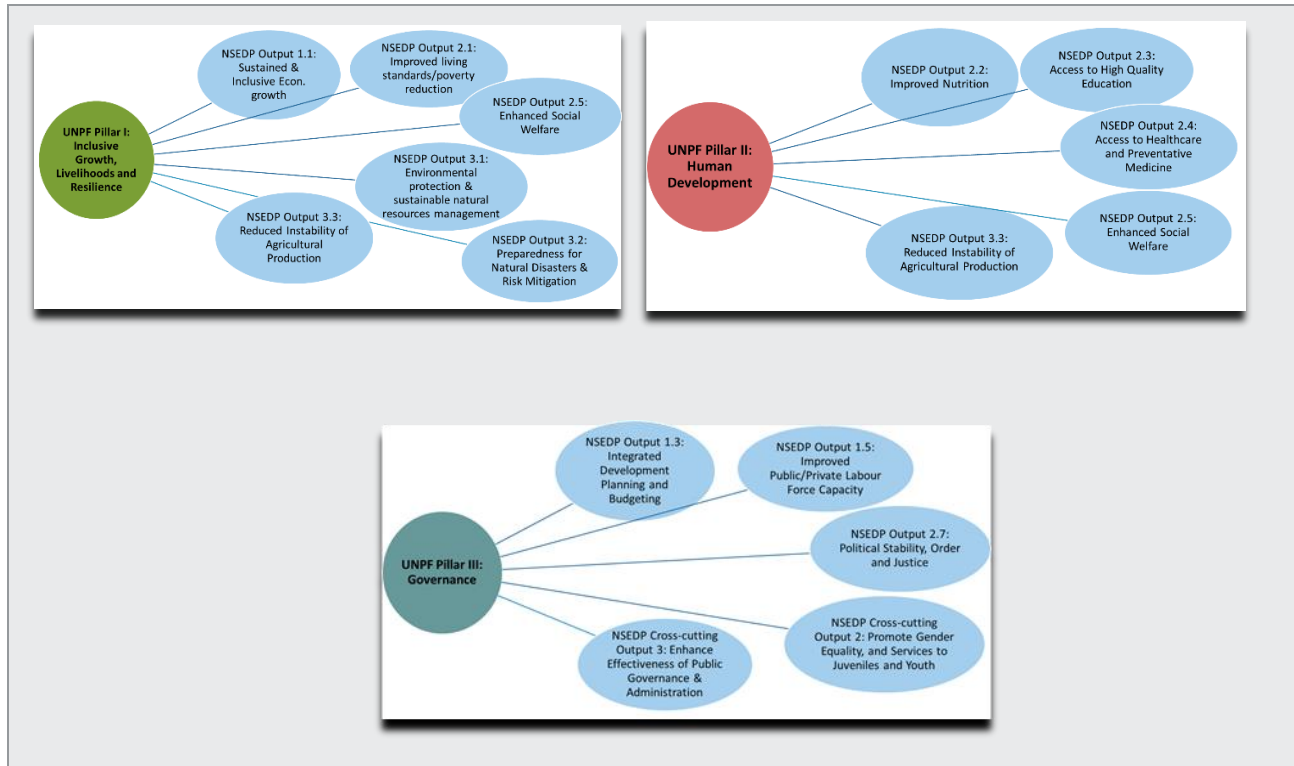 UNPF Pillar I:
Inclusive
Growth,
Livelihoods and
Resilience
NSEDP Output 1.1:
Sustained &
Inclusive Econ.
growth
NSEDP Output 2.1:
Improved living
standards/poverty
reduction
NSEDP Output 2.5:
Enhanced Social
Welfare
NSEDP Output 3.1:
Environmental
protection &
sustainable natural
resources management
NSEDP Output 3.3:
Reduced Instability of
Agricultural
Production
NSEDP Output 3.2:
Preparedness for
Natural Disasters &
Risk Mitigation
UNPF Pillar II:
Human
Development
NSEDP Output 2.2:
Improved Nutrition
NSEDP Output 2.3:
Access to High Quality
Education
NSEDP Output 2.4:
Access to Healthcare
and Preventative
Medicine
NSEDP Output 2.5:
Enhanced Social
Welfare
NSEDP Output 3.3:
Reduced Instability of
Agricultural Production
UNPF Pillar III:
Governance
NSEDP Output 1.3:
Integrated
Development
Planning and
Budgeting
NSEDP Output 1.5:
Improved
Public/Private Labour
Force Capacity
NSEDP Output 2.7:
Political Stability, Order
and Justice
NSEDP Cross-cutting
Output 2: Promote Gender
Equality, and Services to
Juveniles and Youth
NSEDP Cross-cutting
Output 3: Enhance
Effectiveness of Public
Governance &
Administration